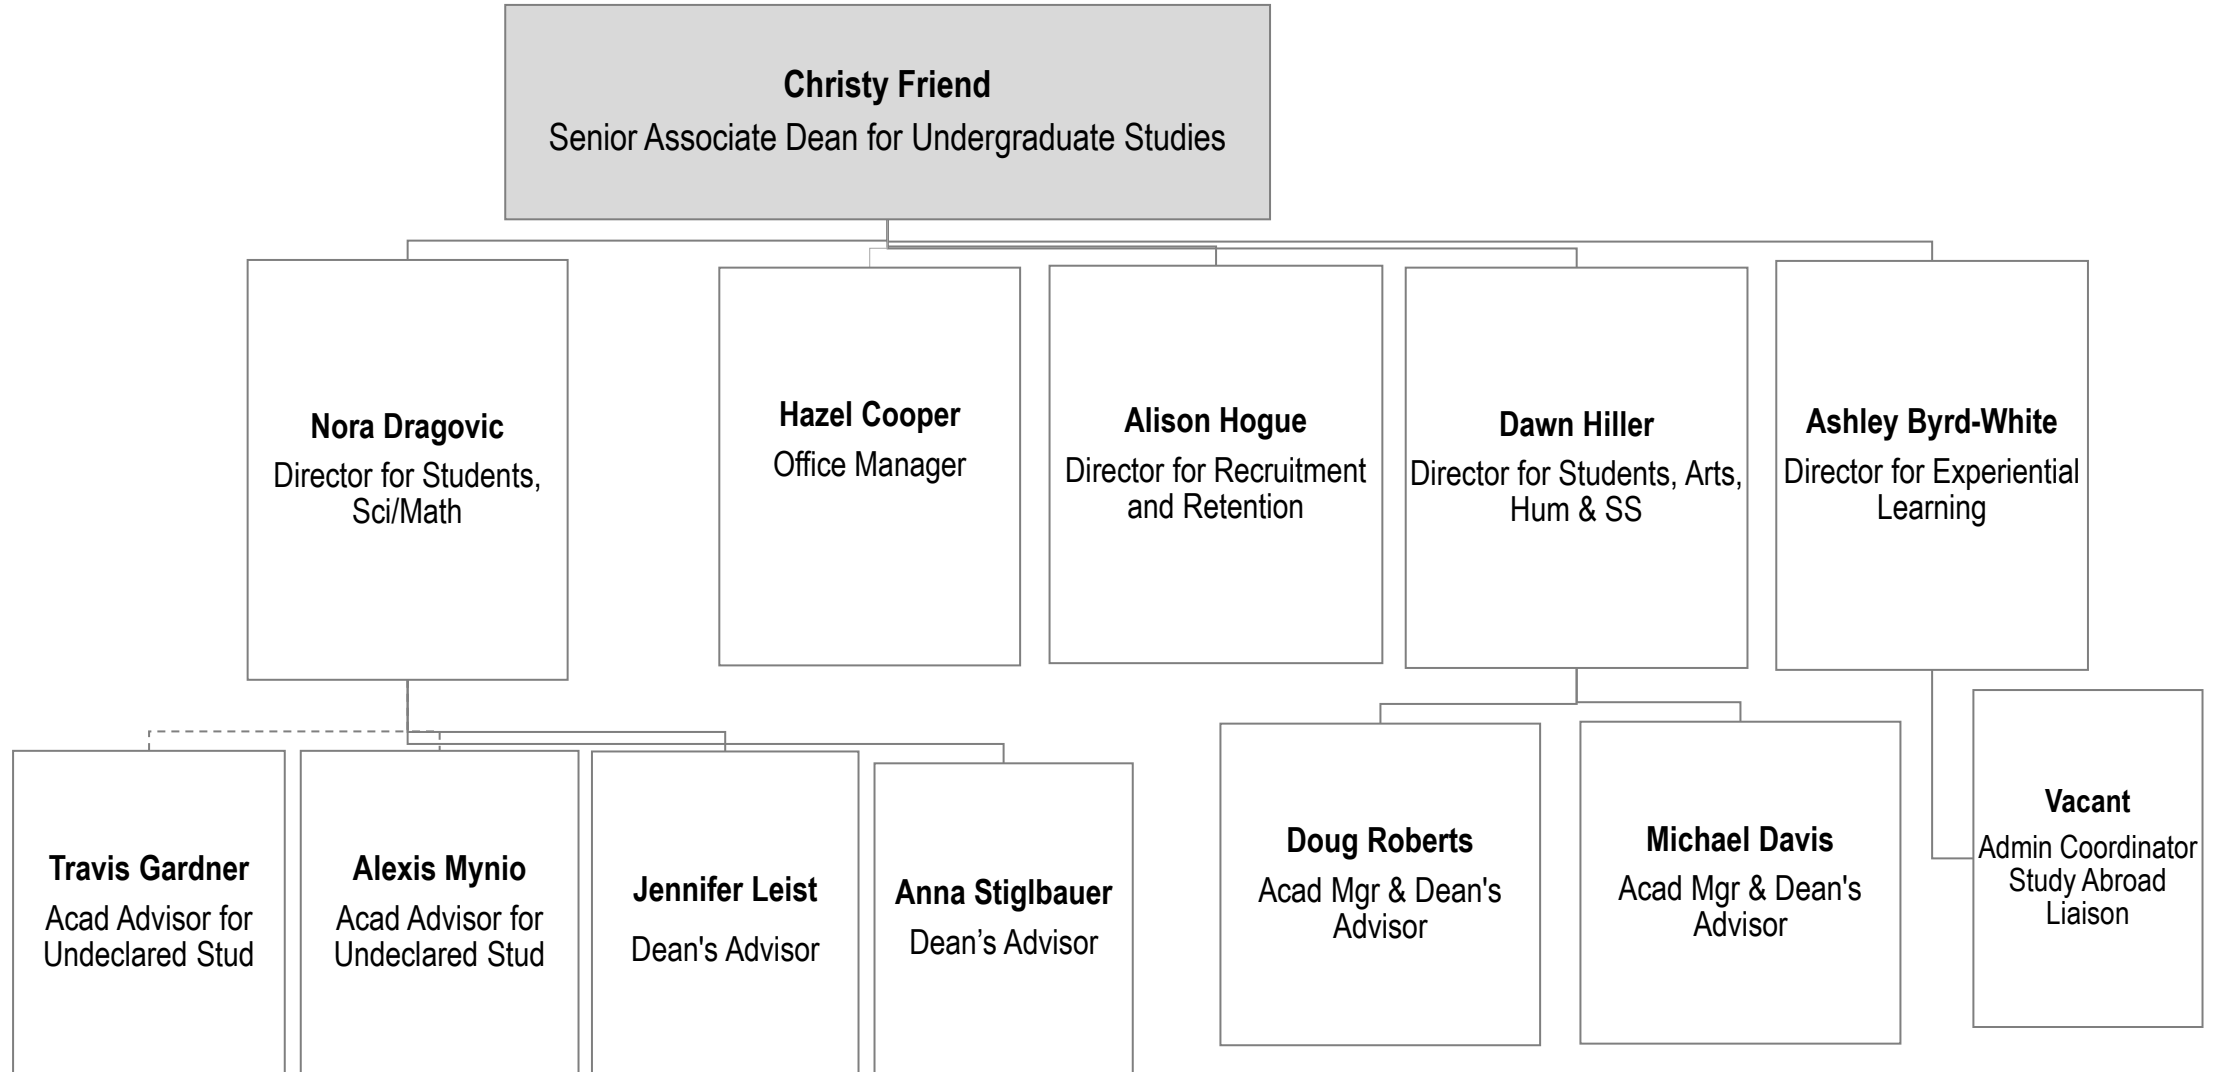 Christy Friend
Senior Associate Dean for Undergraduate Studies
Nora Dragovic
Director for Students,
Sci/Math
Hazel Cooper
Office Manager
Alison Hogue
Director for Recruitment
and Retention
Dawn Hiller
Director for Students, Arts,
Hum & SS
Ashley Byrd-White
Director for Experiential
Learning
Travis Gardner
Acad Advisor for
Undeclared Stud
Alexis Mynio
Acad Advisor for
Undeclared Stud
Jennifer Leist
Dean's Advisor
Anna Stiglbauer
Dean’s Advisor
Doug Roberts
Acad Mgr & Dean's
Advisor
Michael Davis
Acad Mgr & Dean's
Advisor
Vacant
Admin Coordinator
Study Abroad
Liaison